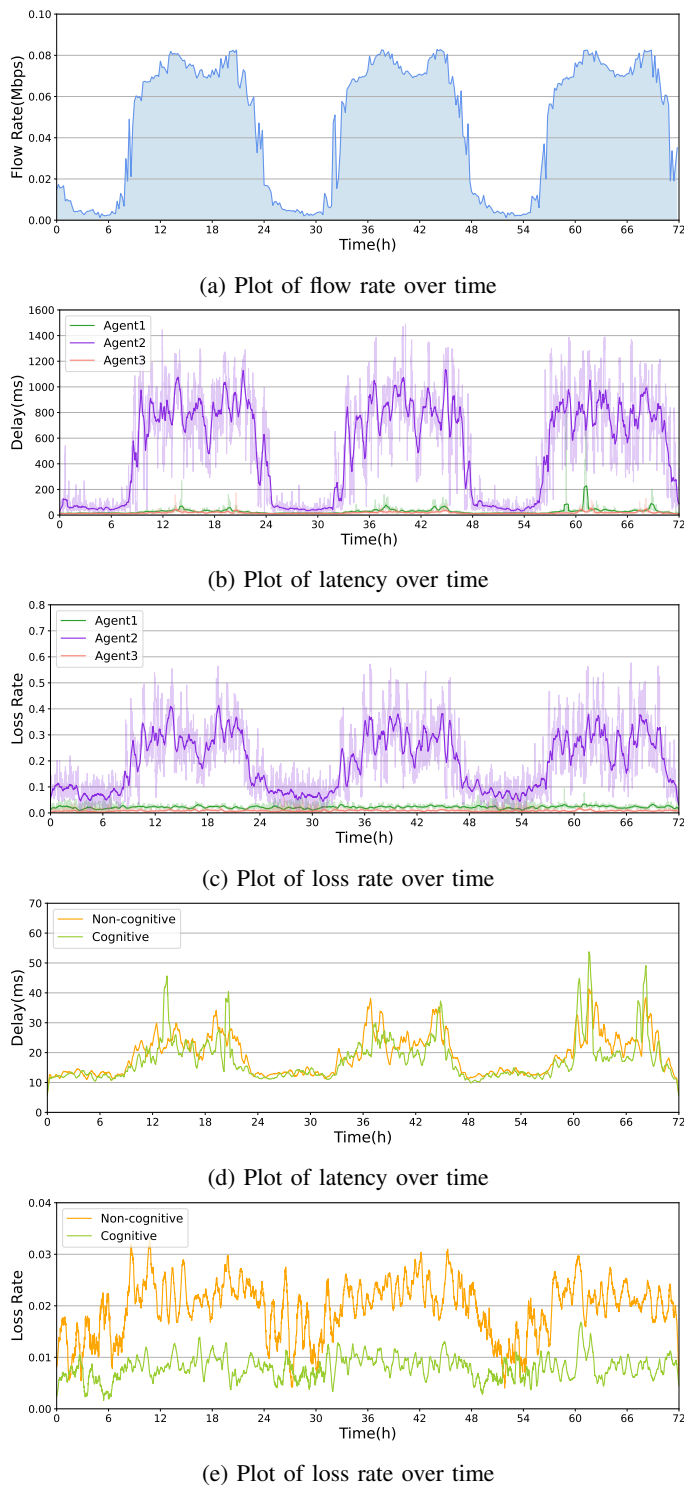 0.10
0.08
0.06
0.04
0.02
0.00
Flow Rate(Mbps)
0 6 12 18 24 30 36 42 48 54 60 66 72
Time(h)
(a) Plot of flow rate over time
1600
1400
1200
1000
800
600
400
200
0
Delay(ms)
Agent1
Agent2
Agent3
0 6 12 18 24 30 36 42 48 54 60 66 72
Time(h)
(b) Plot of latency over time
0.8
0.7
0.6
0.5
0.4
0.3
0.2
0.1
0.0
Loss Rate
Agent1
Agent2
Agent3
0 6 12 18 24 30 36 42 48 54 60 66 72
Time(h)
(c) Plot of loss rate over time
70
60
50
40
30
20
10
0
Delay(ms)
Non-cognitive
Cognitive
0 6 12 18 24 30 36 42 48 54 60 66 72
Time(h)
(d) Plot of latency over time
0.04
0.03
0.02
0.01
0.00
Loss Rate
Non-cognitive
Cognitive
0 6 12 18 24 30 36 42 48 54 60 66 72
Time(h)
(e) Plot of loss rate over time